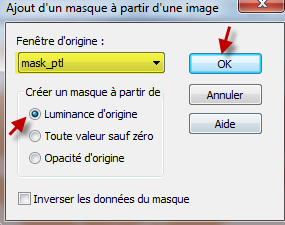 Ajout d'un masque à partir d'une image
Fenêtre d'origine :
mask_ptl
OK
Créer un masque à partir de
Annuler
Luminance d'origine
Toute valeur sauf zéro
Aide
Opacité d'origine
Inverser les données du masque